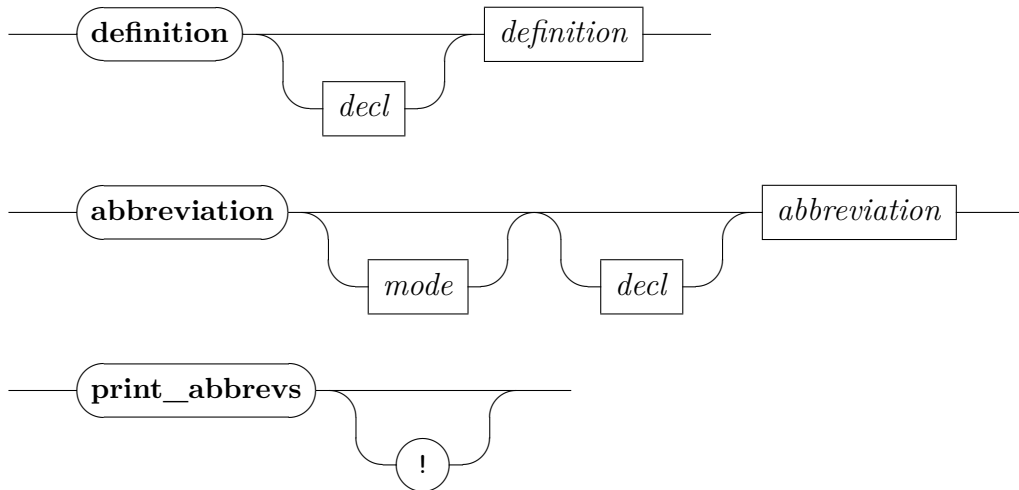 definition definition
decl
abbreviation abbreviation
mode decl
print_abbrevs
!